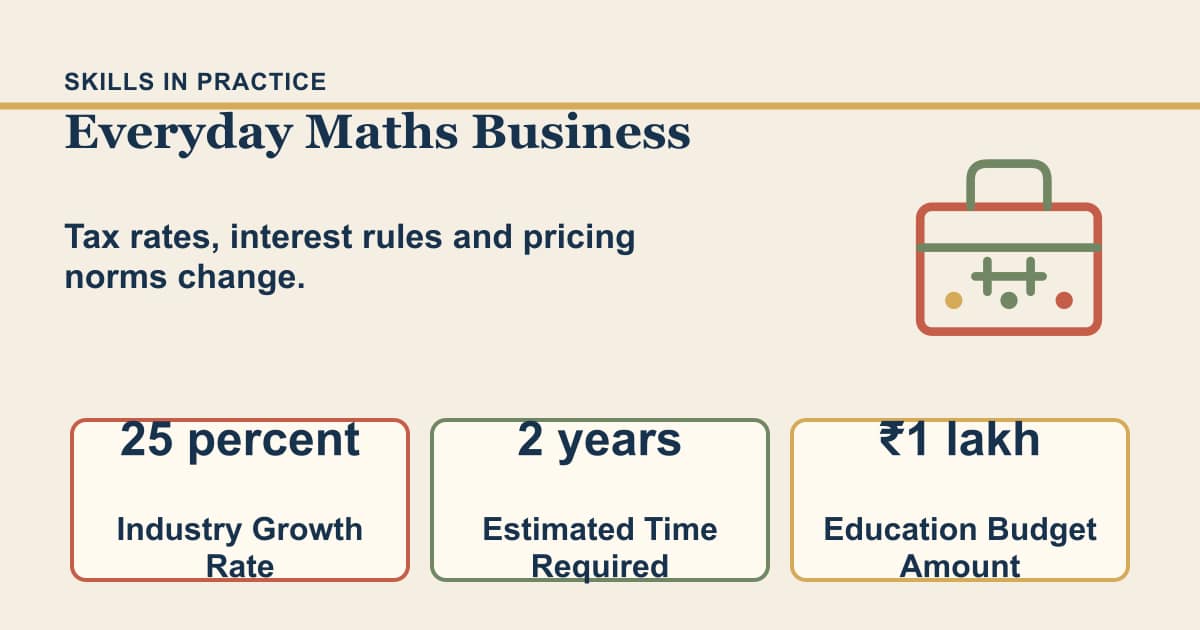 SKILLS IN PRACTICE
Everyday Maths Business
Tax rates, interest rules and pricing
norms change.
25 percent
Industry Growth
Rate
2 years
Estimated Time
Required
₹1 lakh
Education Budget
Amount